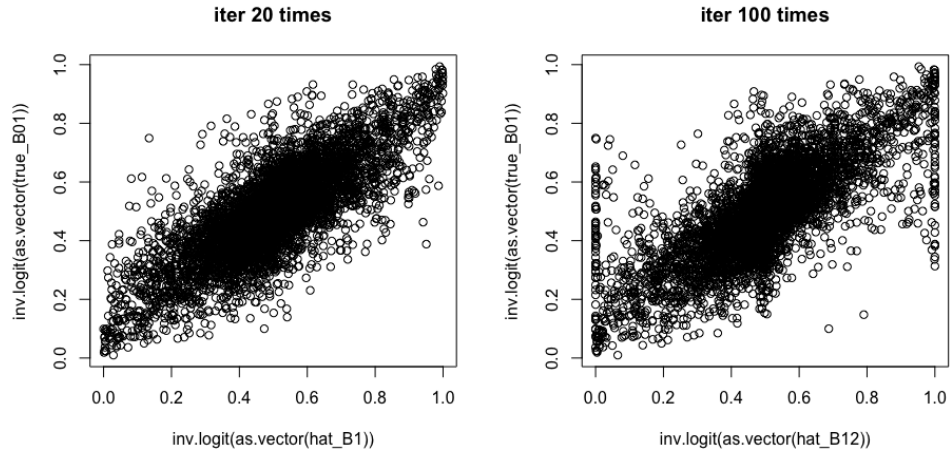 iter 20 times
inv.logit(as.vector(true_B01))
1.0
0.8
0.6
0.4
0.2
0.0
0.0 0.2 0.4 0.6 0.8 1.0
inv.logit(as.vector(hat_B1))
iter 100 times
inv.logit(as.vector(true_B01))
1.0
0.8
0.6
0.4
0.2
0.0
0.0 0.2 0.4 0.6 0.8 1.0
inv.logit(as.vector(hat_B12))